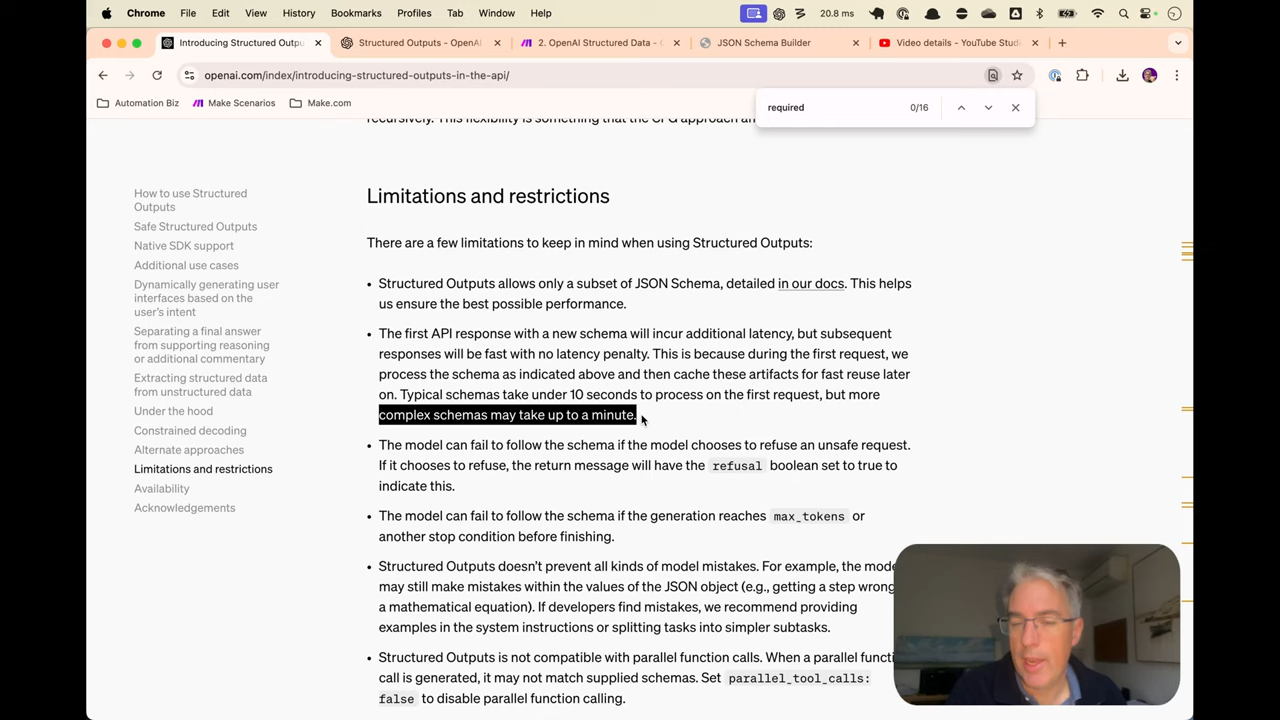 Chrome File Edit View History Bookmarks Profiles Tab Window Help 20.8 ms
Introducing Structured Outpu Structured Outputs - OpenAI 2. OpenAI Structured Data - JSON Schema Builder Video details - YouTube Studi
openai.com/index/introducing-structured-outputs-in-the-api/
Automation Biz Make Scenarios Make.com
required 0/16
How to use Structured
Outputs
Safe Structured Outputs
Native SDK support
Additional use cases
Dynamically generating user
interfaces based on the
user's intent
Separating a final answer
from supporting reasoning
or additional commentary
Extracting structured data
from unstructured data
Under the hood
Constrained decoding
Alternate approaches
Limitations and restrictions
Availability
Acknowledgements
recursively. This flexibility is something that the CFG approach
Limitations and restrictions
There are a few limitations to keep in mind when using Structured Outputs:
• Structured Outputs allows only a subset of JSON Schema, detailed in our docs. This helps
us ensure the best possible performance.
• The first API response with a new schema will incur additional latency, but subsequent
responses will be fast with no latency penalty. This is because during the first request, we
process the schema as indicated above and then cache these artifacts for fast reuse later
on. Typical schemas take under 10 seconds to process on the first request, but more
complex schemas may take up to a minute.
• The model can fail to follow the schema if the model chooses to refuse an unsafe request.
If it chooses to refuse, the return message will have the refusal boolean set to true to
indicate this.
• The model can fail to follow the schema if the generation reaches max_tokens or
another stop condition before finishing.
• Structured Outputs doesn't prevent all kinds of model mistakes. For example, the mode
may still make mistakes within the values of the JSON object (e.g., getting a step wrong
a mathematical equation). If developers find mistakes, we recommend providing
examples in the system instructions or splitting tasks into simpler subtasks.
• Structured Outputs is not compatible with parallel function calls. When a parallel functi
call is generated, it may not match supplied schemas. Set parallel_tool_calls:
false to disable parallel function calling.